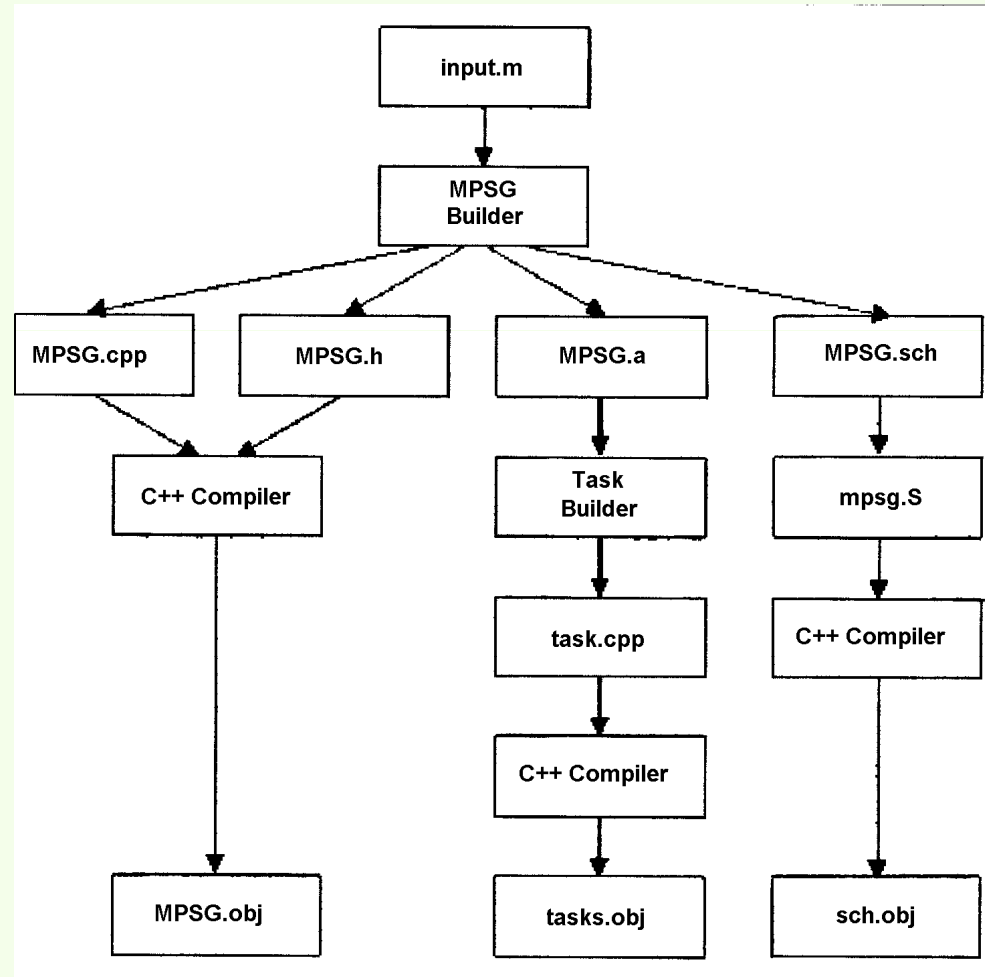 input.m
MPSG
Builder
MPSG.cpp
MPSG.h
MPSG.a
MPSG.sch
C++ Compiler
Task
Builder
mpsg.S
task.cpp
C++ Compiler
C++ Compiler
MPSG.obj
tasks.obj
sch.obj